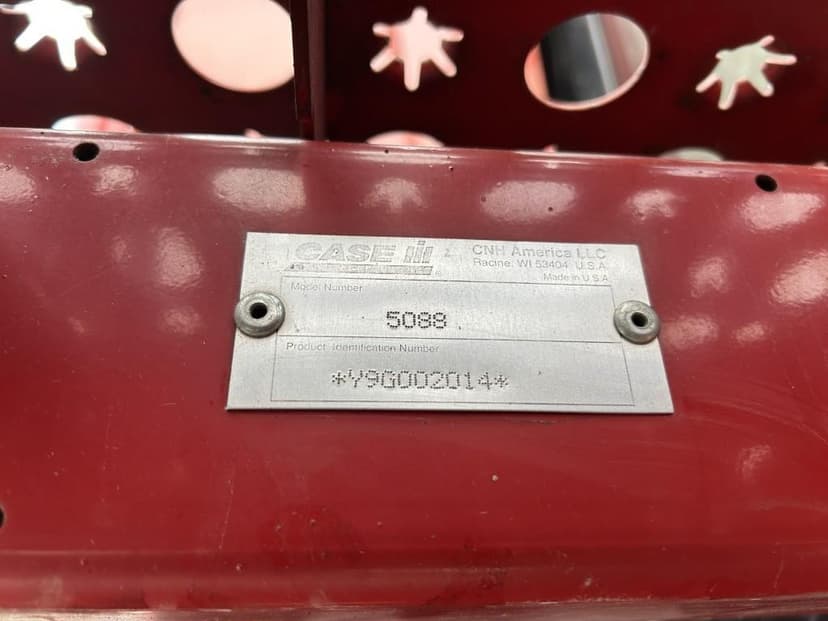 CASE IH
CNH America LLC
Racine, WI 53404 U.S.A.
Made in U.S.A.
Model Number
5088
Product Identification Number
*Y9G002014*